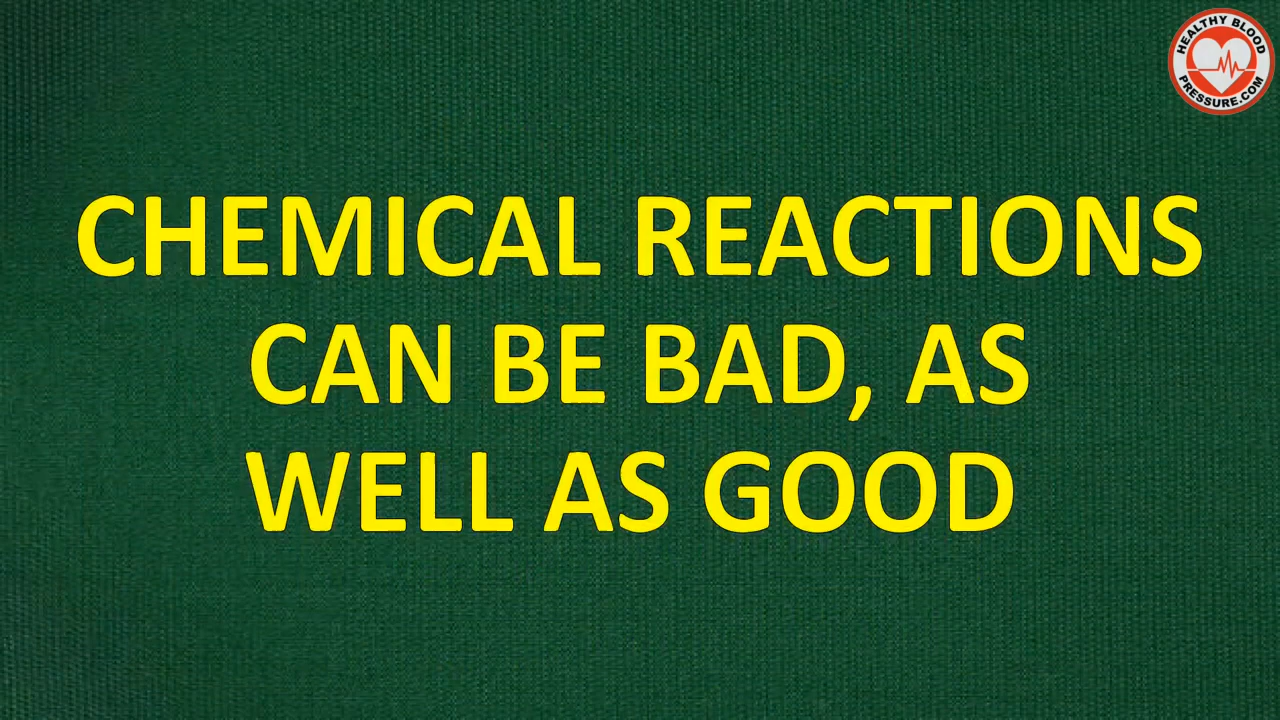 HEALTHY BLOOD
PRESSURE.COM
CHEMICAL REACTIONS
CAN BE BAD, AS
WELL AS GOOD